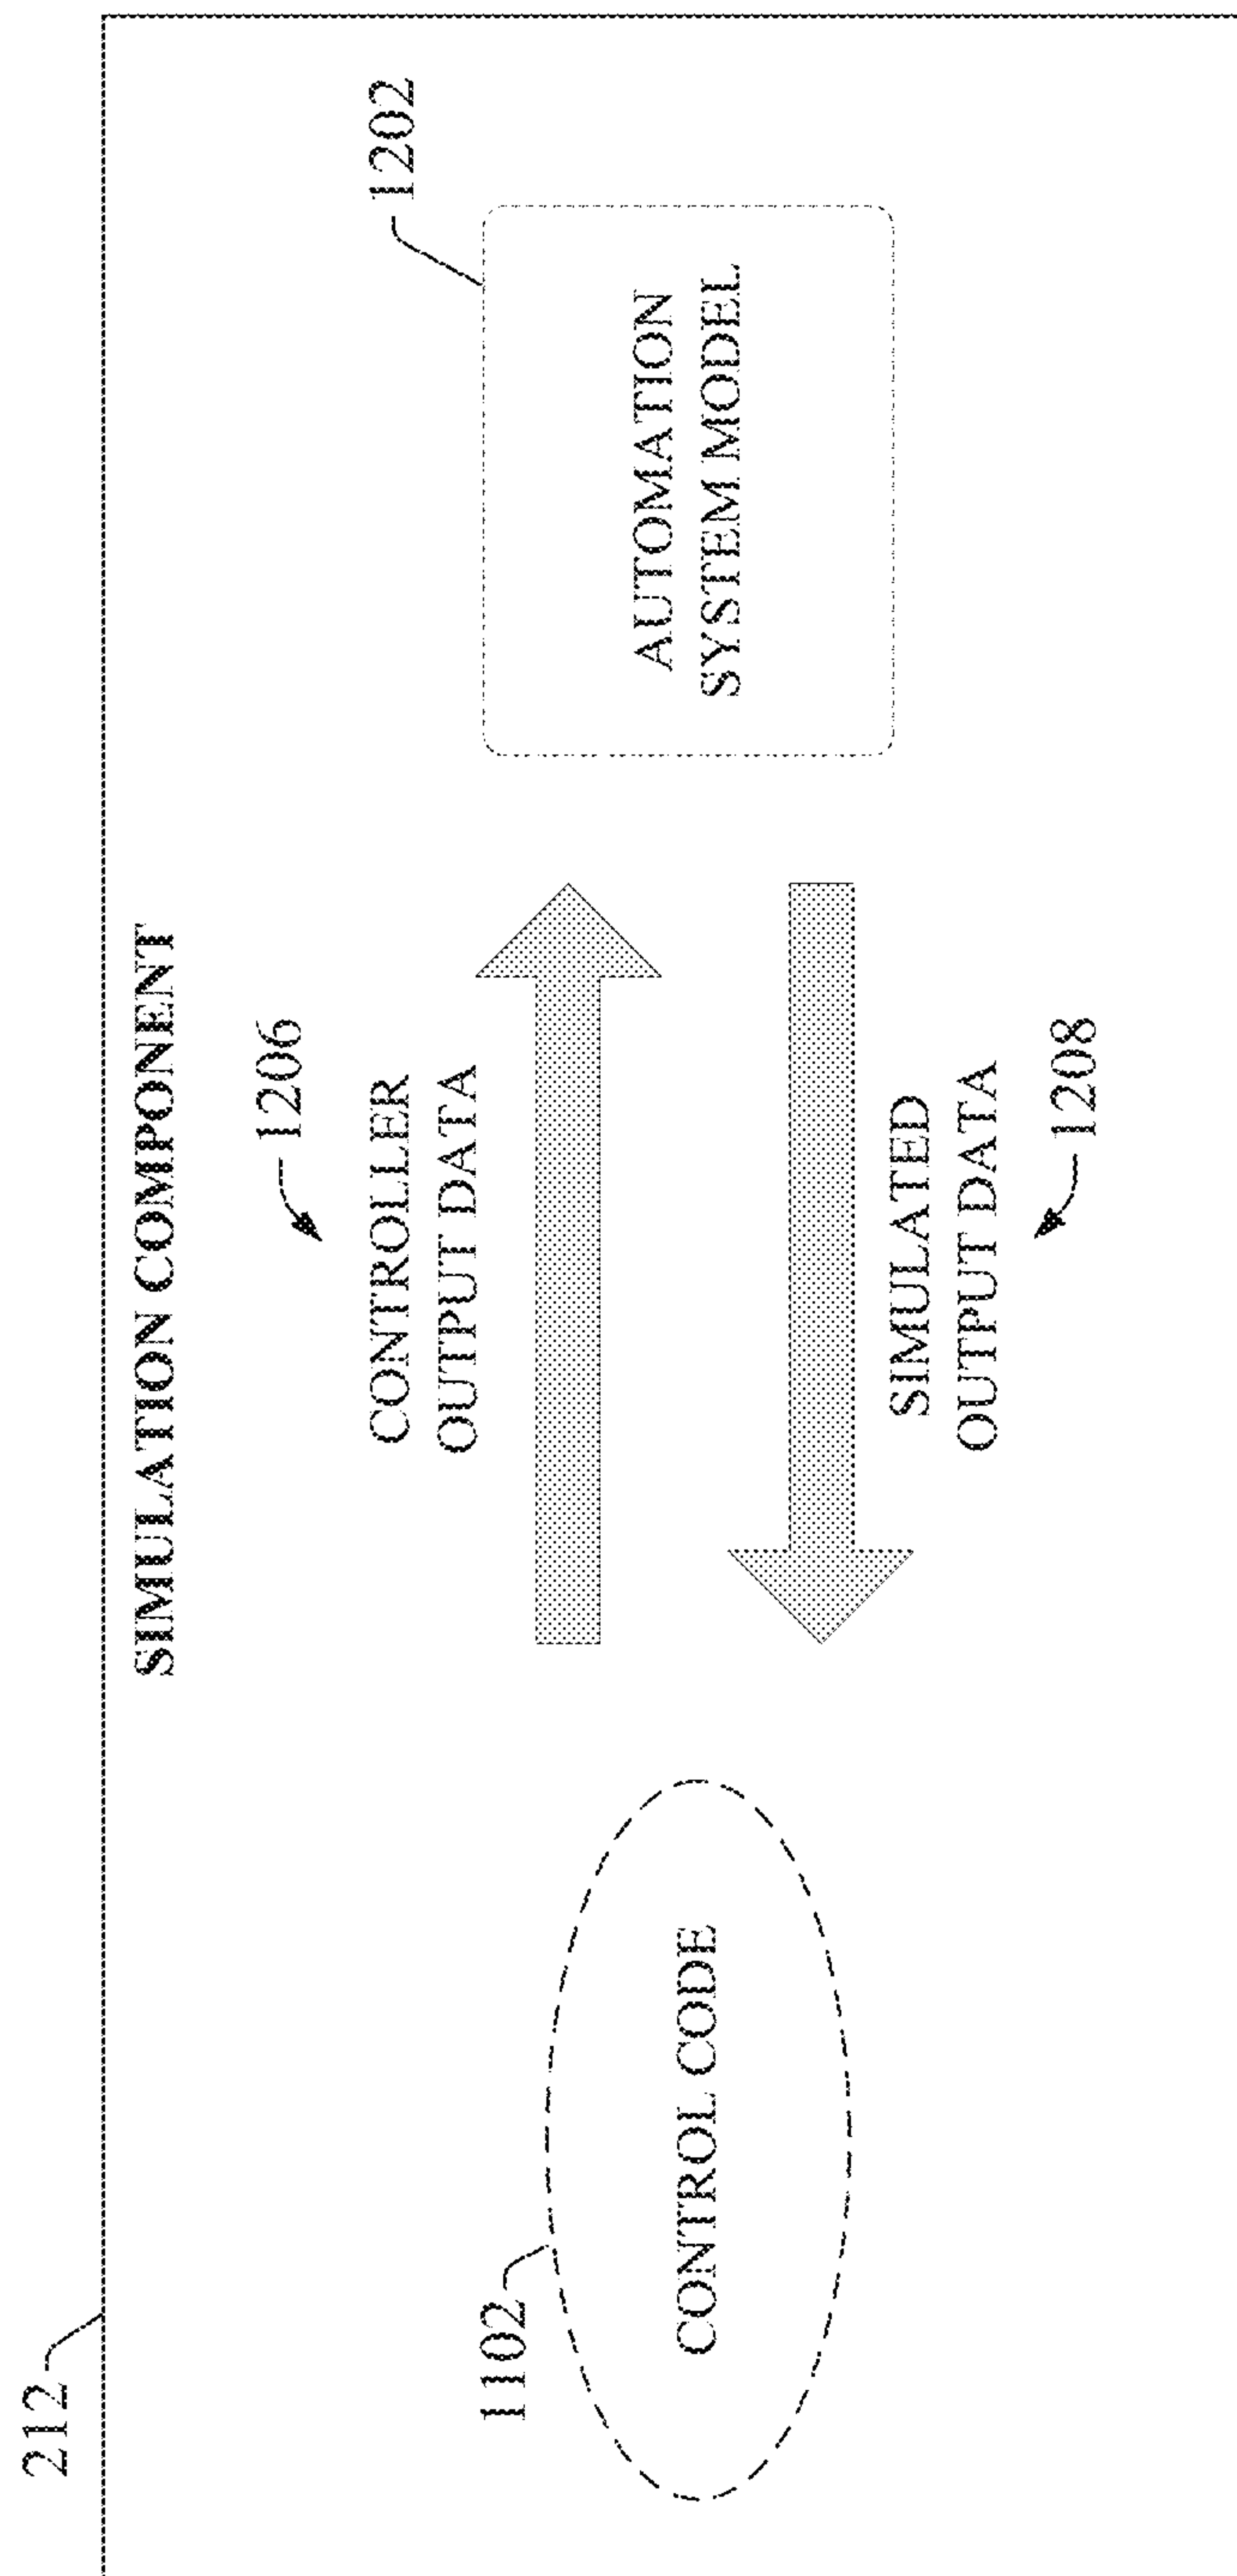 212
SIMULATION COMPONENT
1206
CONTROLLER
OUTPUT DATA
1202
1102
CONTROL CODE
AUTOMATION
SYSTEM MODEL
SIMULATED
OUTPUT DATA
1208